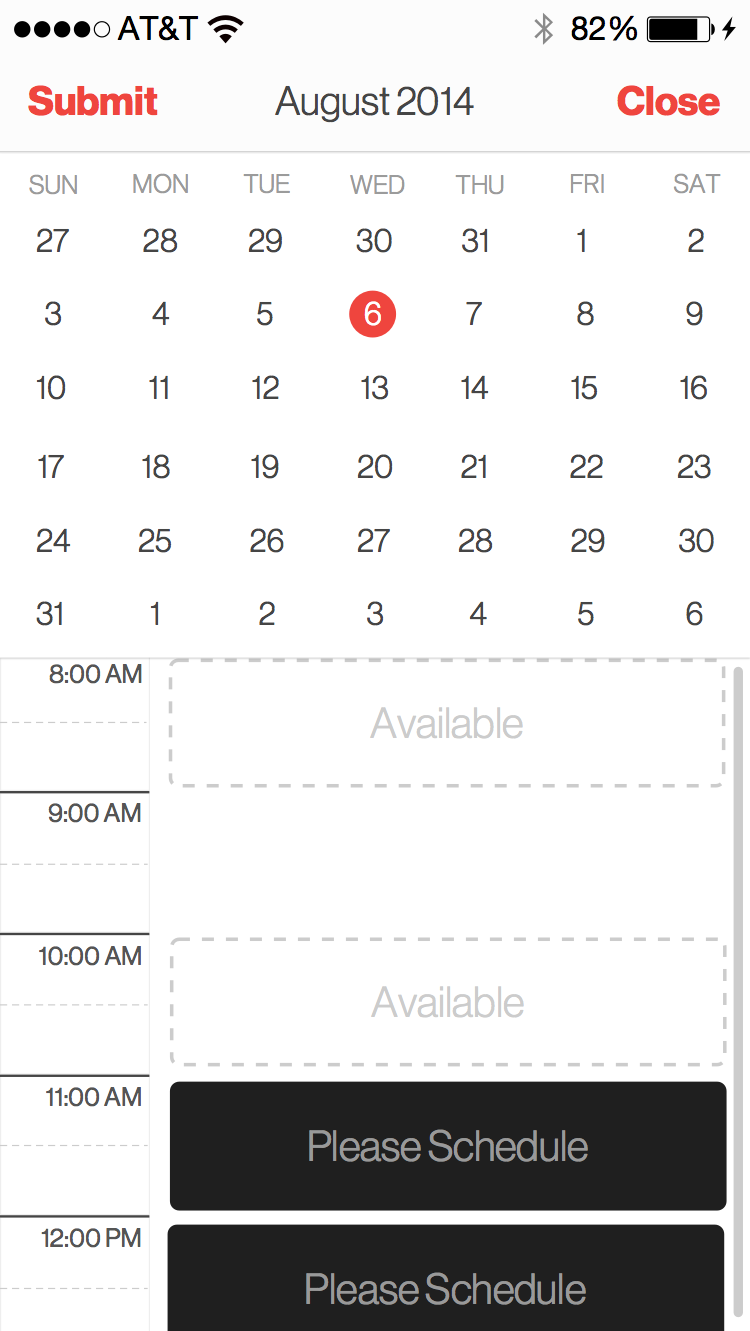 AT&T 82%
Submit August 2014 Close
SUN MON TUE WED THU FRI SAT
27 28 29 30 31 1 2
3 4 5 6 7 8 9
10 11 12 13 14 15 16
17 18 19 20 21 22 23
24 25 26 27 28 29 30
31 1 2 3 4 5 6
8:00 AM
Available
9:00 AM
10:00 AM
Available
11:00 AM
Please Schedule
12:00 PM
Please Schedule